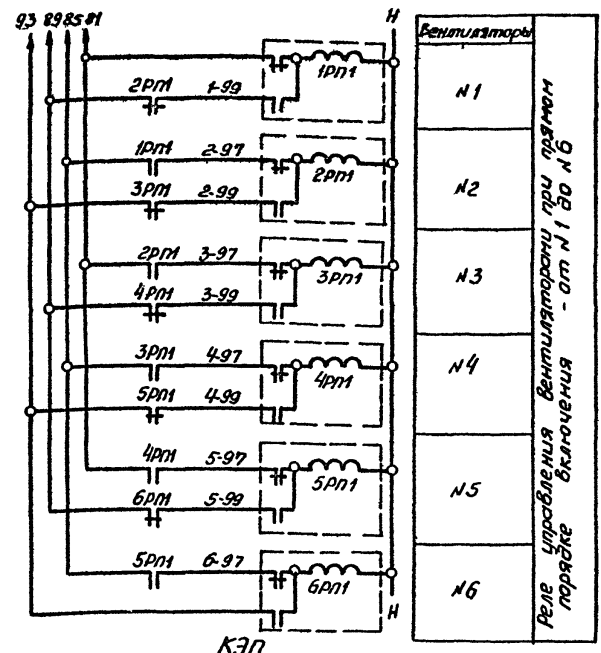 93 89 85 81
Н
Вентиляторы
1РП1
2РП1
1-99
№1
1РП1
2-97
2РП1
3РП1
2-99
№2
2РП1
3-97
3РП1
4РП1
3-99
№3
3РП1
4-97
4РП1
5РП1
4-99
№4
4РП1
5-97
5РП1
6РП1
5-99
№5
5РП1
6-97
6РП1
№6
Н
КЭП
Реле управления вентиляторами при прямом
порядке включения - от №1 до №6